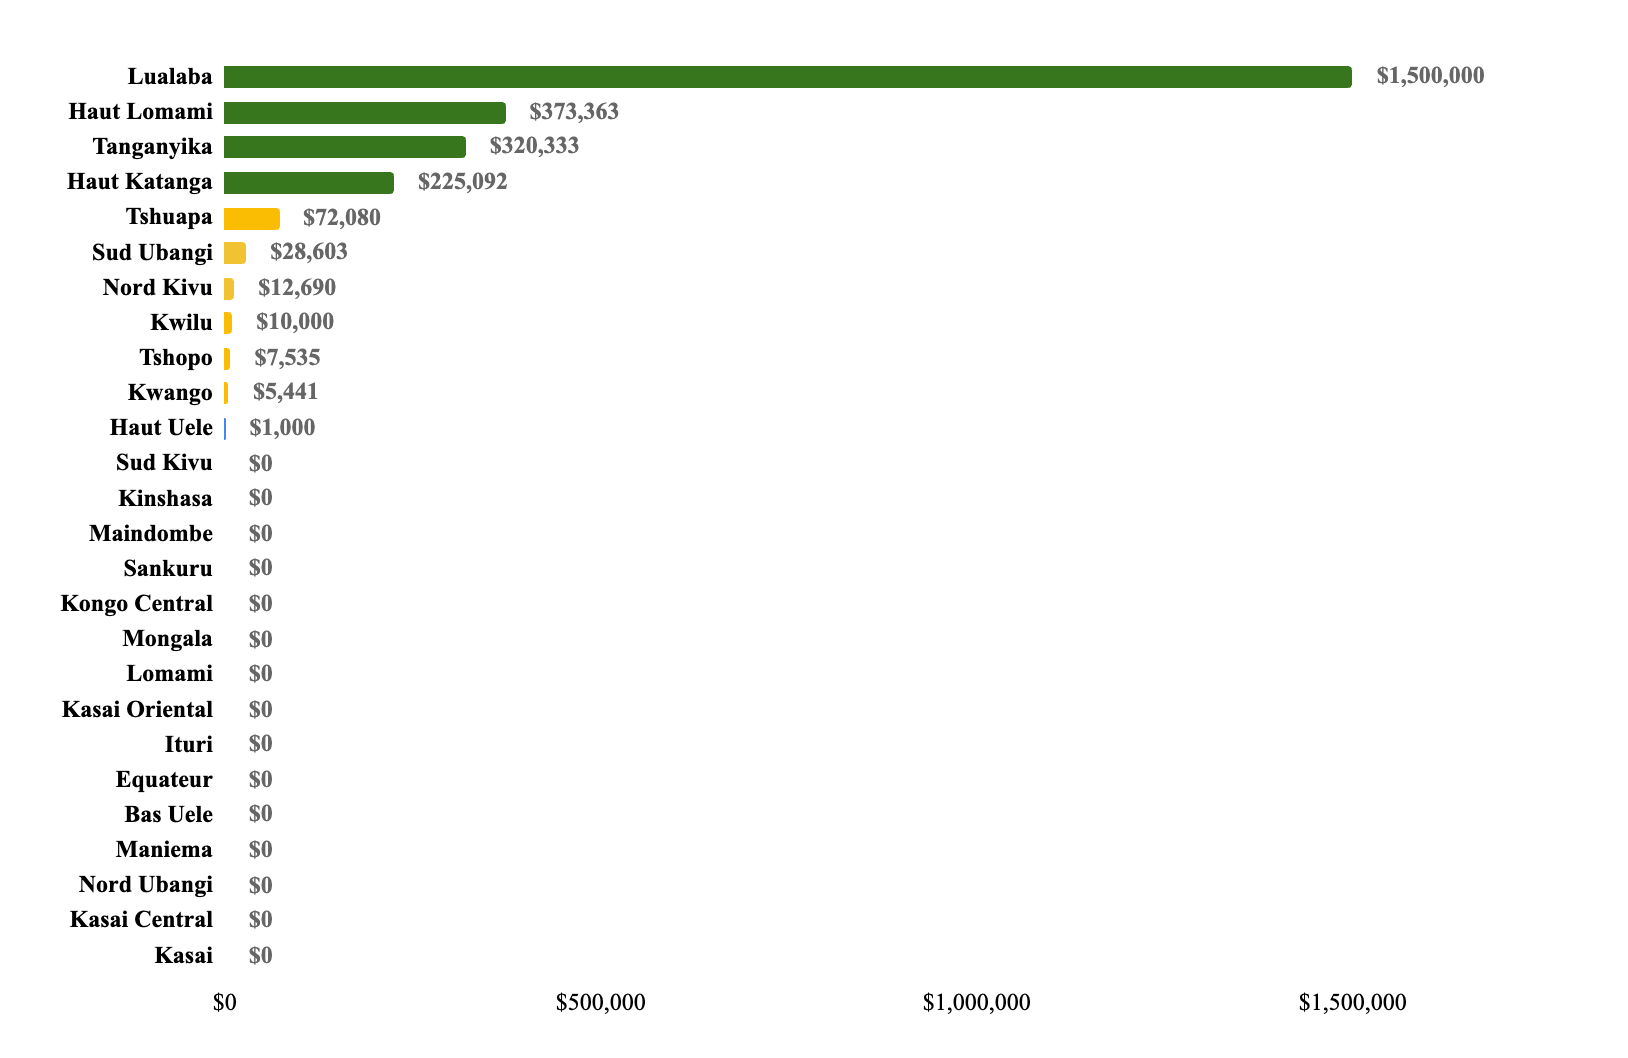 Lualaba $1,500,000
Haut Lomami $373,363
Tanganyika $320,333
Haut Katanga $225,092
Tshuapa $72,080
Sud Ubangi $28,603
Nord Kivu $12,690
Kwilu $10,000
Tshopo $7,535
Kwango $5,441
Haut Uele $1,000
Sud Kivu $0
Kinshasa $0
Maindombe $0
Sankuru $0
Kongo Central $0
Mongala $0
Lomami $0
Kasai Oriental $0
Ituri $0
Equateur $0
Bas Uele $0
Maniema $0
Nord Ubangi $0
Kasai Central $0
Kasai $0
$0 $500,000 $1,000,000 $1,500,000